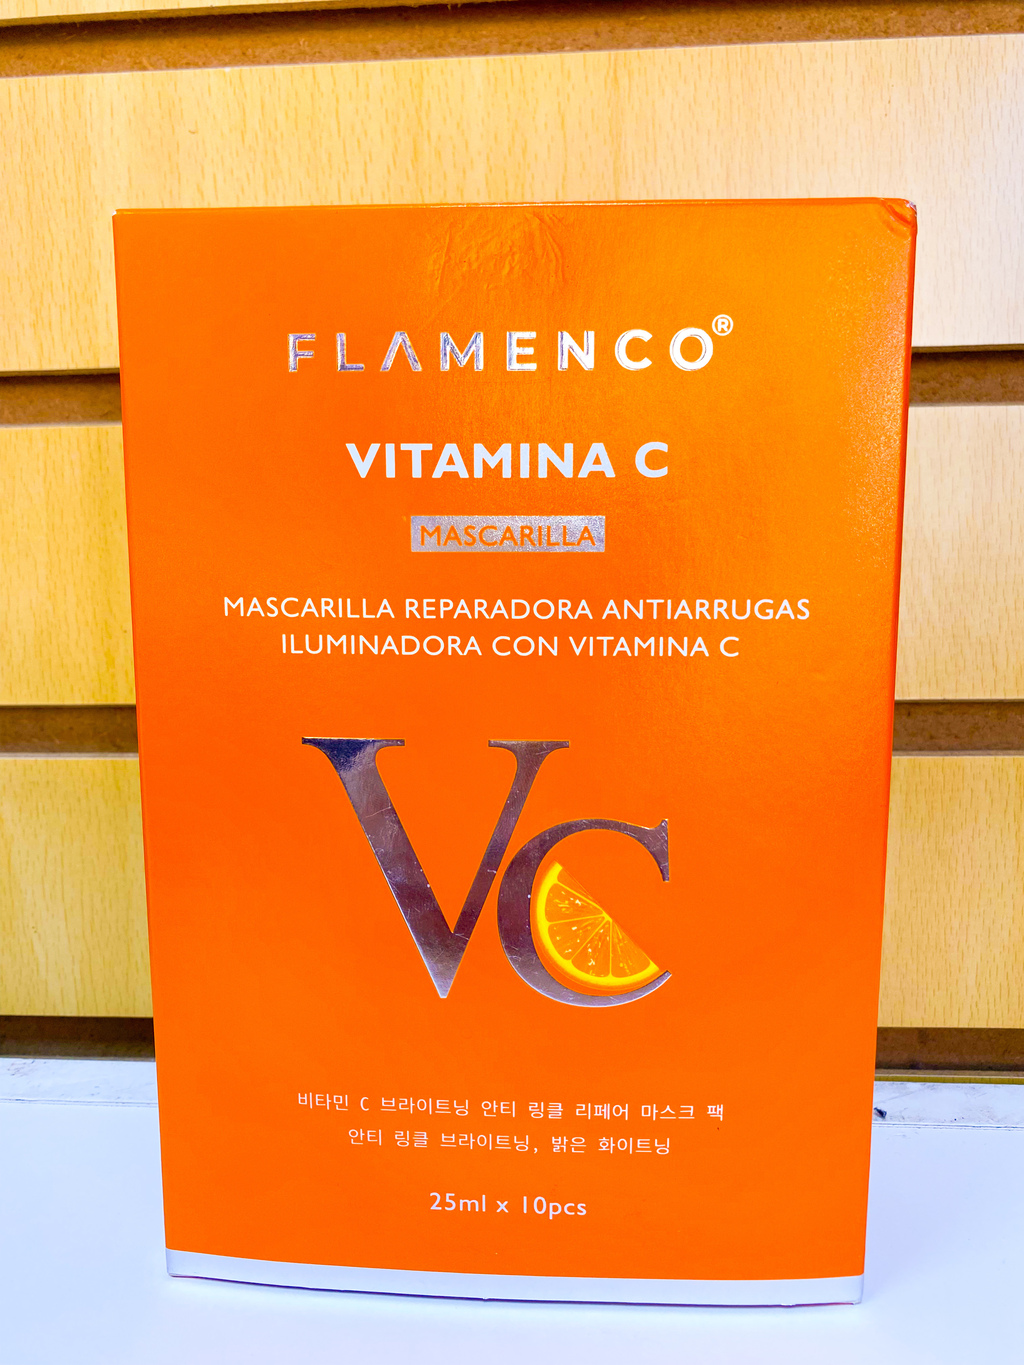 FLAMENCO®
VITAMINA C
MASCARILLA
MASCARILLA REPARADORA ANTIARRUGAS
ILUMINADORA CON VITAMINA C
VC
비타민 C 브라이트닝 안티 링클 리페어 마스크 팩
안티 링클 브라이트닝, 밝은 화이트닝
25ml x 10pcs